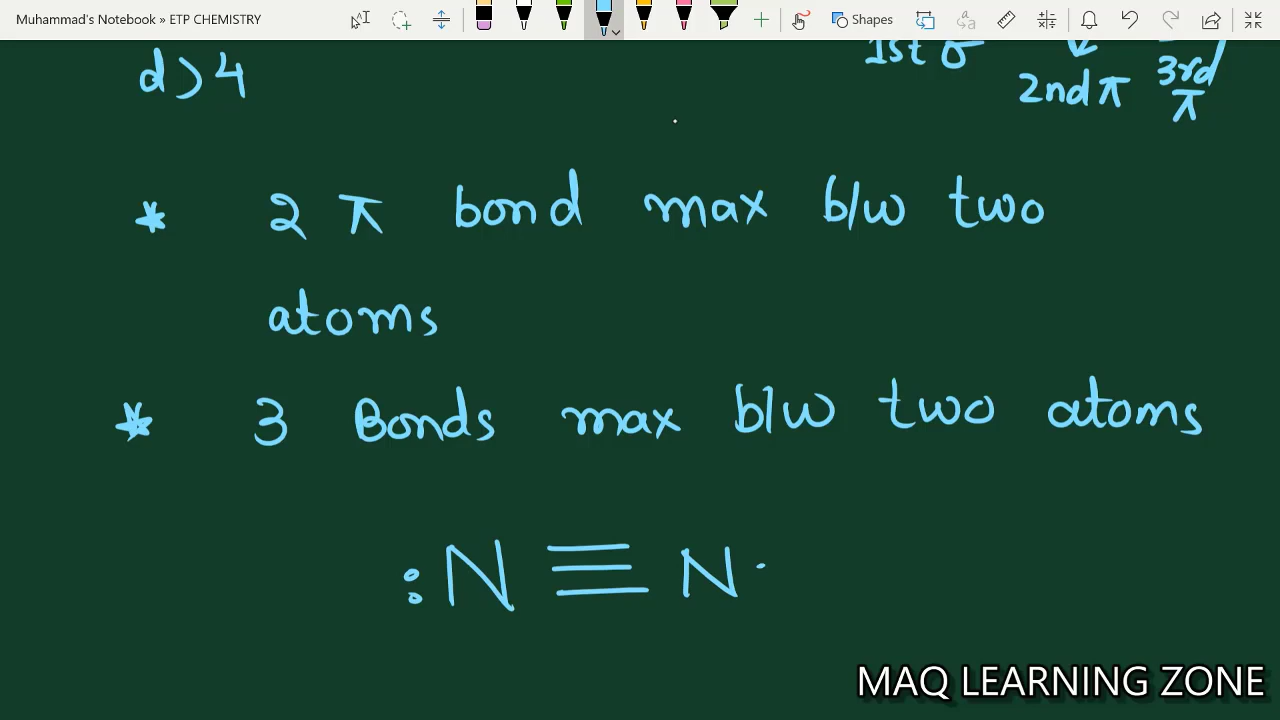 Muhammad's Notebook » ETP CHEMISTRY
Shapes
d > 4
1st σ
2nd π
3rd
π
* 2 π bond max b/w two
atoms
* 3 Bonds max b/w two atoms
:N ≡ N·
MAQ LEARNING ZONE